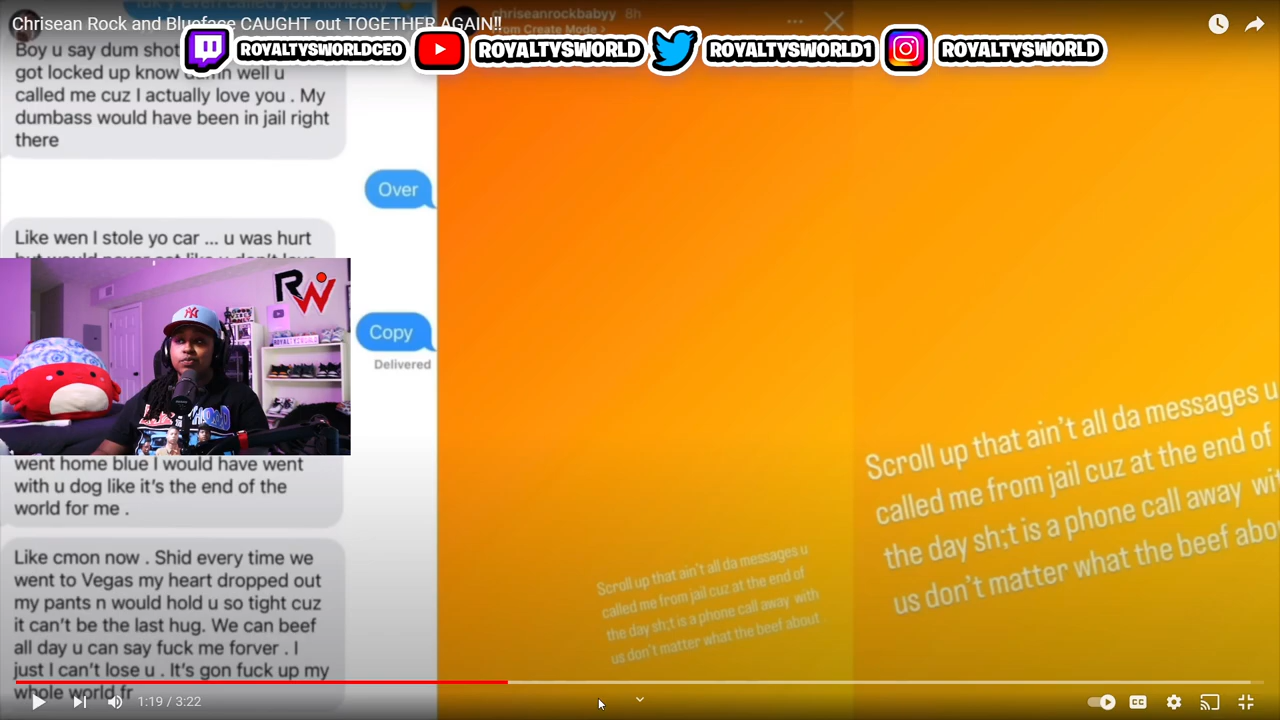 Chrisean Rock and Blueface CAUGHT out TOGETHER AGAIN!!
chriseanrockbabyy 8h
From Create Mode >
ROYALTYSWORLDCEO
ROYALTYSWORLD
ROYALTYSWORLD1
ROYALTYSWORLD
Boy u say dum shot
got locked up know damn well u
called me cuz I actually love you . My
dumbass would have been in jail right
there
Over
Like wen I stole yo car ... u was hurt
Copy
Delivered
RW
went home blue I would have went
with u dog like it's the end of the
world for me .
Like cmon now . Shid every time we
went to Vegas my heart dropped out
my pants n would hold u so tight cuz
it can't be the last hug. We can beef
all day u can say fuck me forver . I
just I can't lose u . It's gon fuck up my
whole world fr
Scroll up that ain't all da messages u
called me from jail cuz at the end of
the day sh;t is a phone call away with
us don't matter what the beef about .
Scroll up that ain't all da messages u
called me from jail cuz at the end of
the day sh;t is a phone call away wit
us don't matter what the beef abo
1:19 / 3:22
CC